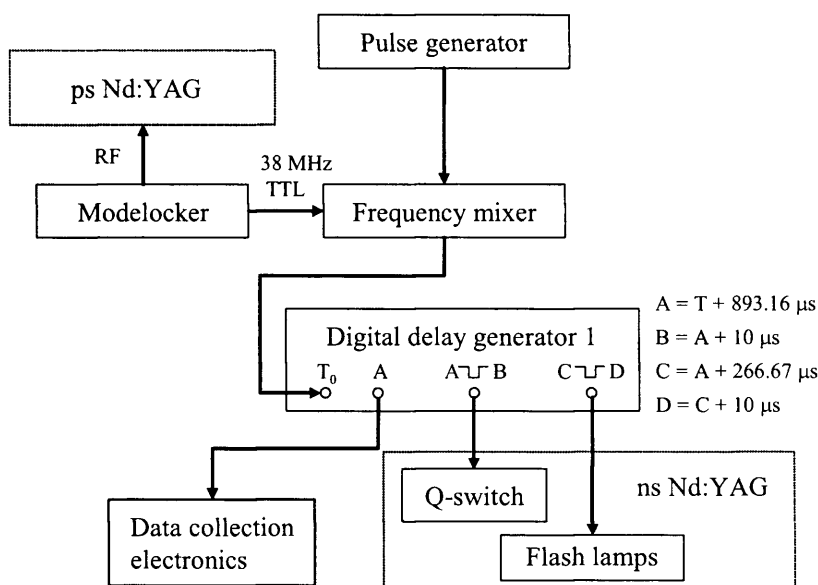 Pulse generator
ps Nd:YAG
RF
38 MHz
TTL
Modelocker
Frequency mixer
Digital delay generator 1
T₀ A A B C D
A = T + 893.16 μs
B = A + 10 μs
C = A + 266.67 μs
D = C + 10 μs
Q-switch
ns Nd:YAG
Data collection
electronics
Flash lamps